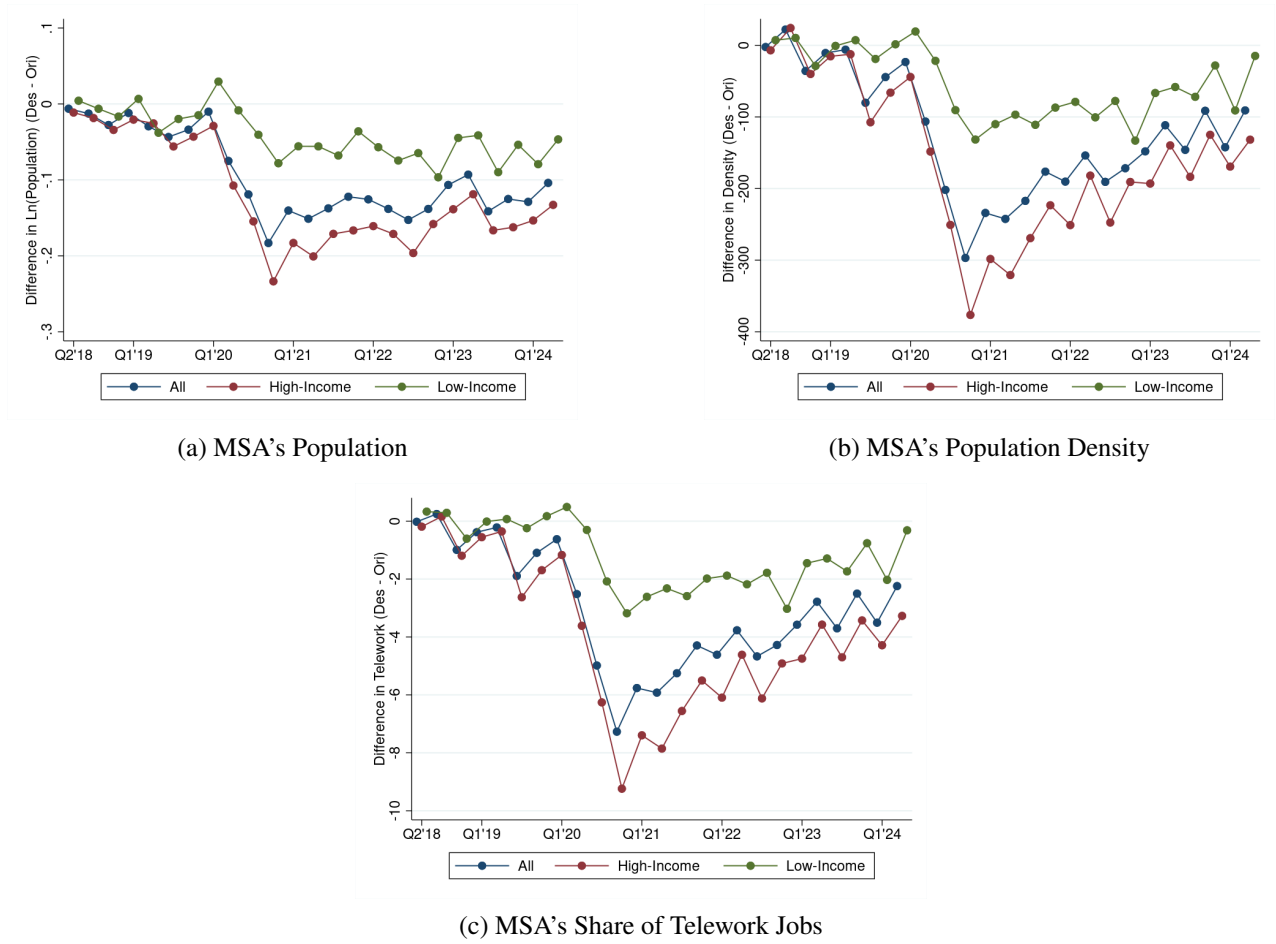 Difference in Ln(Population) (Des - Ori)
.1
0
-.1
-.2
-.3
Q2'18 Q1'19 Q1'20 Q1'21 Q1'22 Q1'23 Q1'24
All High-Income Low-Income
(a) MSA's Population
Difference in Density (Des - Ori)
0
-100
-200
-300
-400
Q2'18 Q1'19 Q1'20 Q1'21 Q1'22 Q1'23 Q1'24
All High-Income Low-Income
(b) MSA's Population Density
Difference in Telework (Des - Ori)
0
-2
-4
-6
-8
-10
Q2'18 Q1'19 Q1'20 Q1'21 Q1'22 Q1'23 Q1'24
All High-Income Low-Income
(c) MSA's Share of Telework Jobs